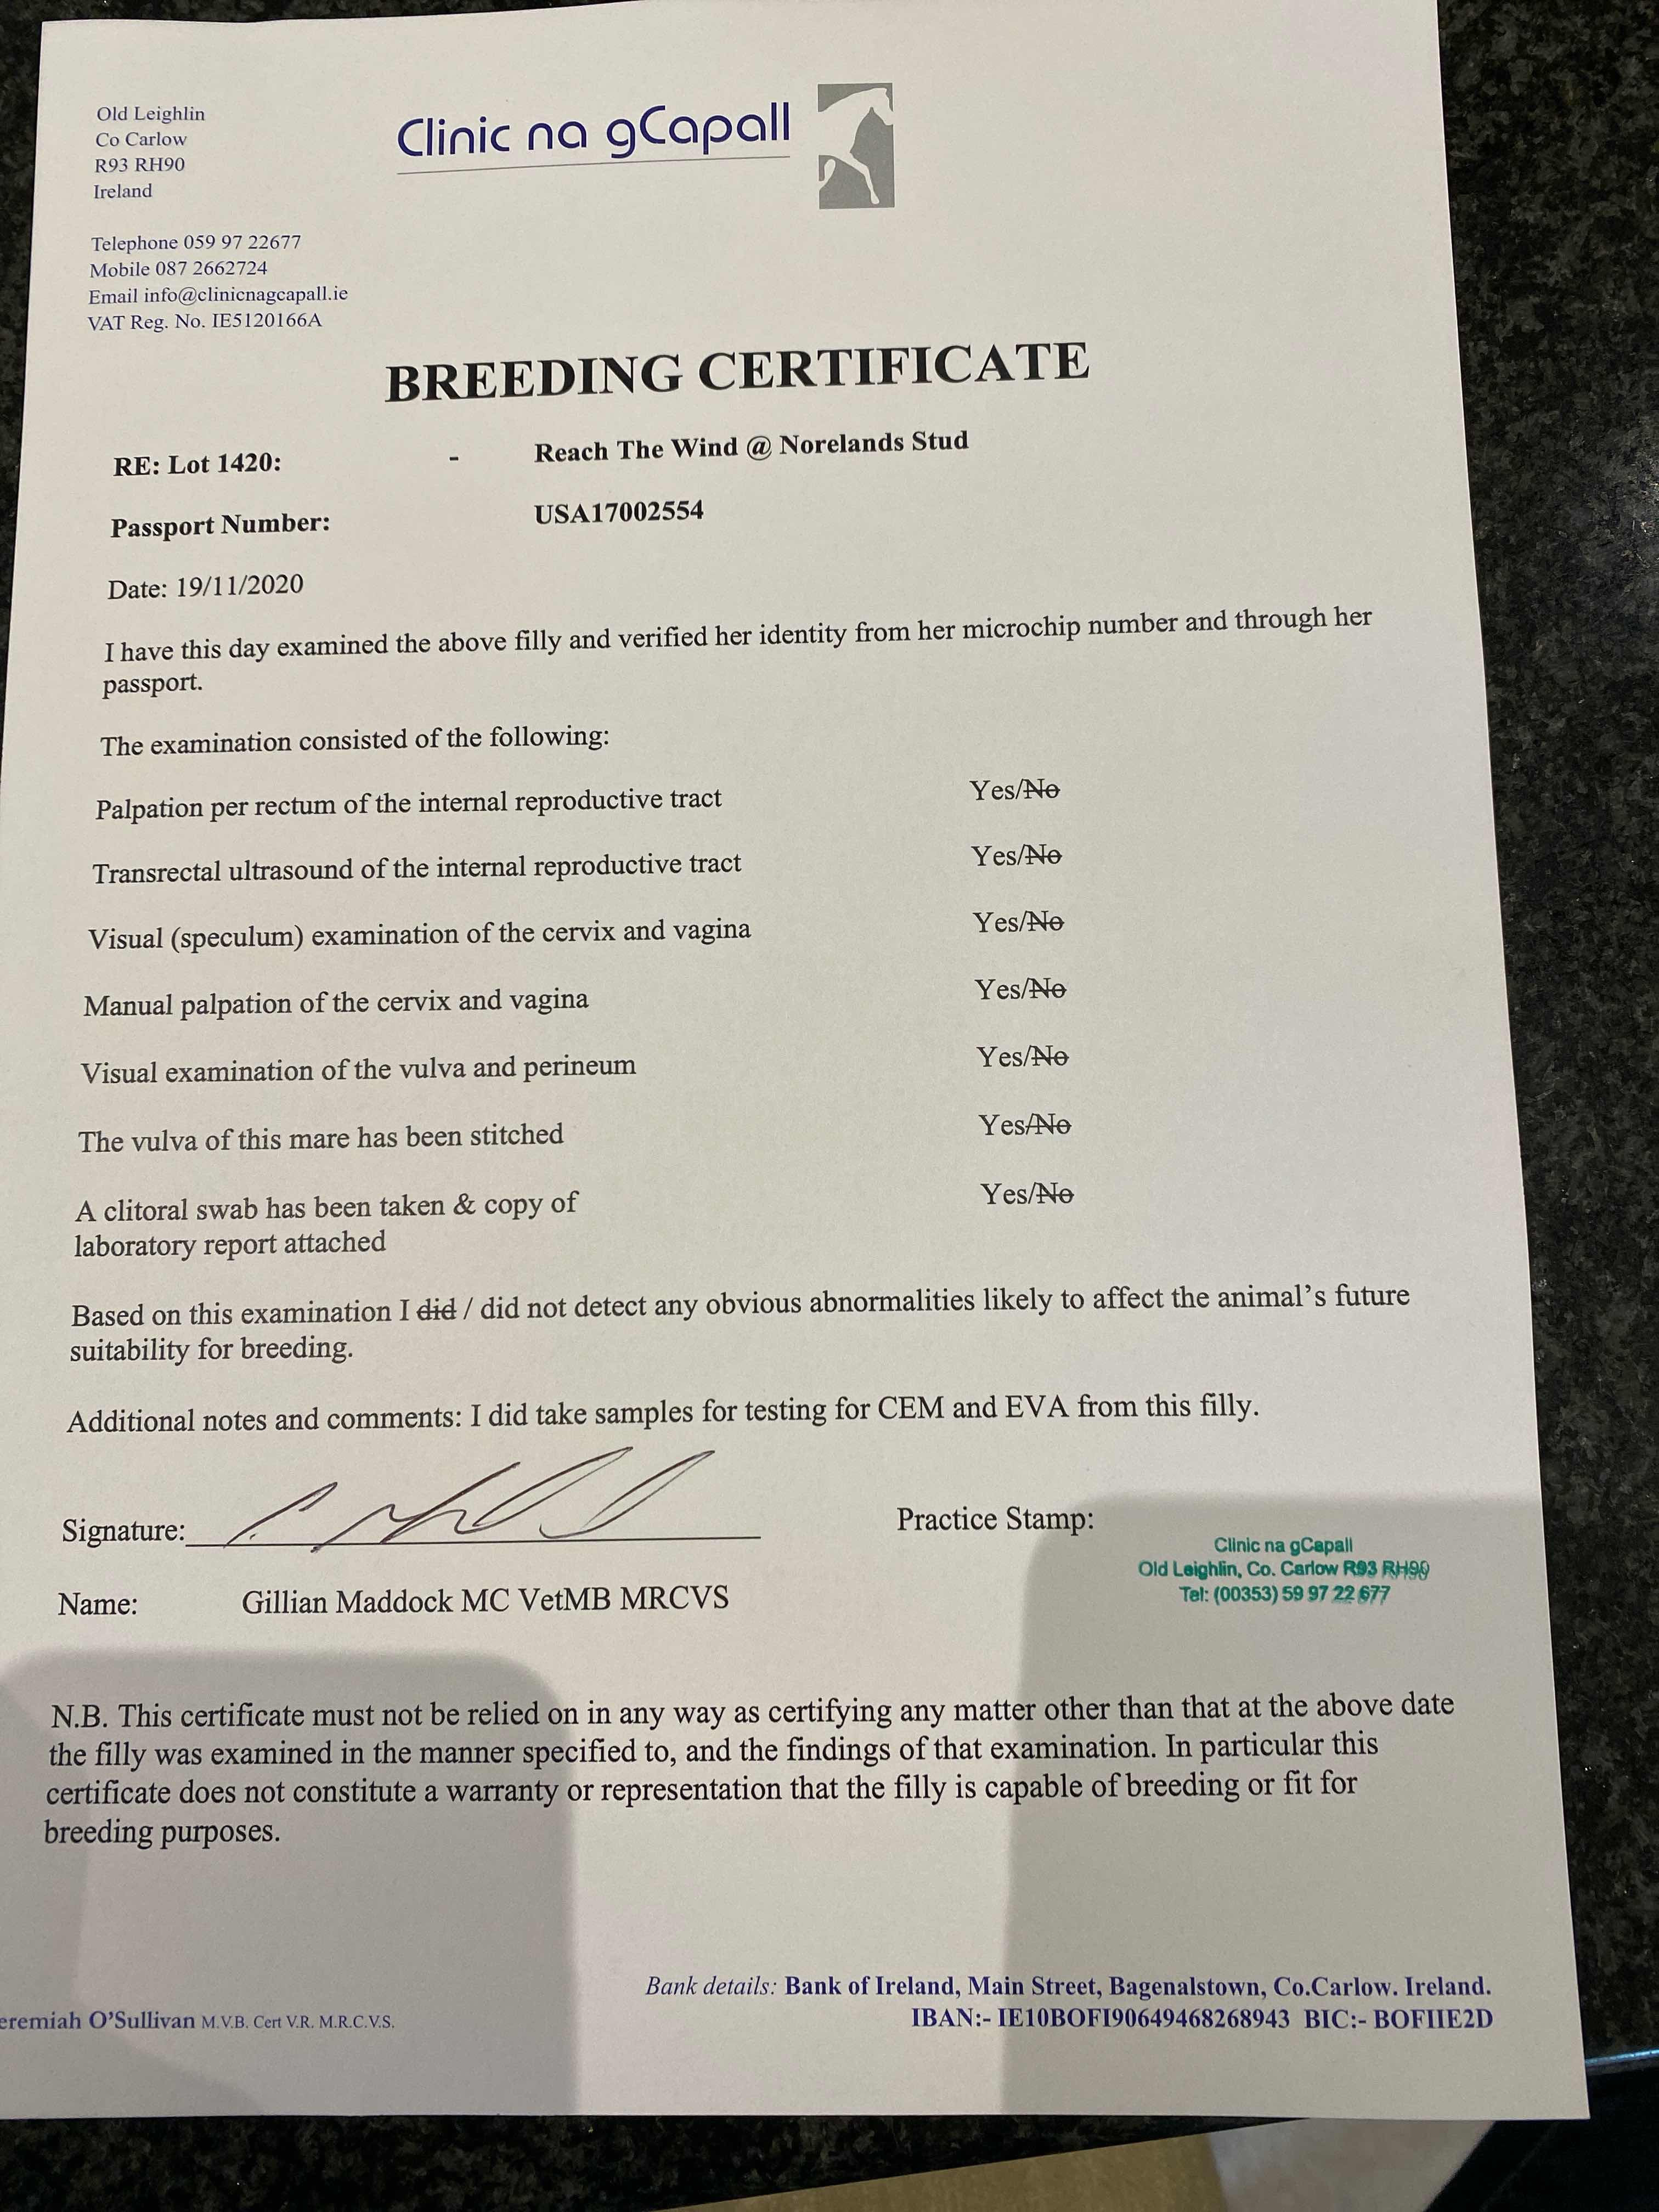 Old Leighlin
Co Carlow
R93 RH90
Ireland
Clinic na gCapall
Telephone 059 97 22677
Mobile 087 2662724
Email info@clinicnagcapall.ie
VAT Reg. No. IE5120166A
BREEDING CERTIFICATE
RE: Lot 1420: - Reach The Wind @ Norelands Stud
Passport Number: USA17002554
Date: 19/11/2020
I have this day examined the above filly and verified her identity from her microchip number and through her
passport.
The examination consisted of the following:
Palpation per rectum of the internal reproductive tract Yes/No
Transrectal ultrasound of the internal reproductive tract Yes/No
Visual (speculum) examination of the cervix and vagina Yes/No
Manual palpation of the cervix and vagina Yes/No
Visual examination of the vulva and perineum Yes/No
The vulva of this mare has been stitched Yes/No
A clitoral swab has been taken & copy of Yes/No
laboratory report attached
Based on this examination I did / did not detect any obvious abnormalities likely to affect the animal's future
suitability for breeding.
Additional notes and comments: I did take samples for testing for CEM and EVA from this filly.
Signature:
Practice Stamp:
Clinic na gCapall
Old Leighlin, Co. Carlow R93 RH90
Tel: (00353) 59 97 22 677
Name: Gillian Maddock MC VetMB MRCVS
N.B. This certificate must not be relied on in any way as certifying any matter other than that at the above date
the filly was examined in the manner specified to, and the findings of that examination. In particular this
certificate does not constitute a warranty or representation that the filly is capable of breeding or fit for
breeding purposes.
Bank details: Bank of Ireland, Main Street, Bagenalstown, Co.Carlow. Ireland.
eremiah O'Sullivan M.V.B. Cert V.R. M.R.C.V.S. IBAN:- IE10BOFI90649468268943 BIC:- BOFIIE2D